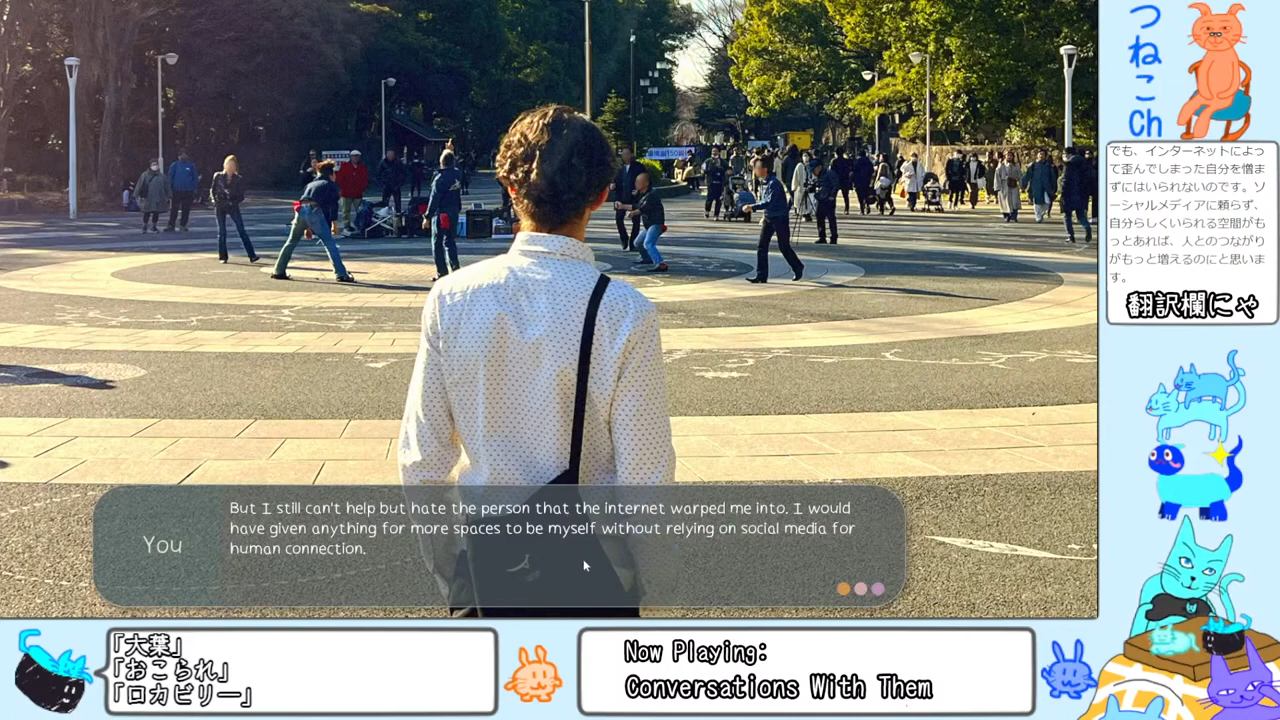 つねこCh
でも、インターネットによっ
て歪んでしまった自分を憎ま
ずにはいられないのです。ソ
ーシャルメディアに頼らず、
自分らしくいられる空間がも
っとあれば、人とのつながり
がもっと増えるのにと思いま
す。
翻訳欄にゃ
But I still can't help but hate the person that the internet warped me into. I would
have given anything for more spaces to be myself without relying on social media for
human connection.
You
「大葉」
「おこられ」
「ロカビリー」
Now Playing:
Conversations With Them